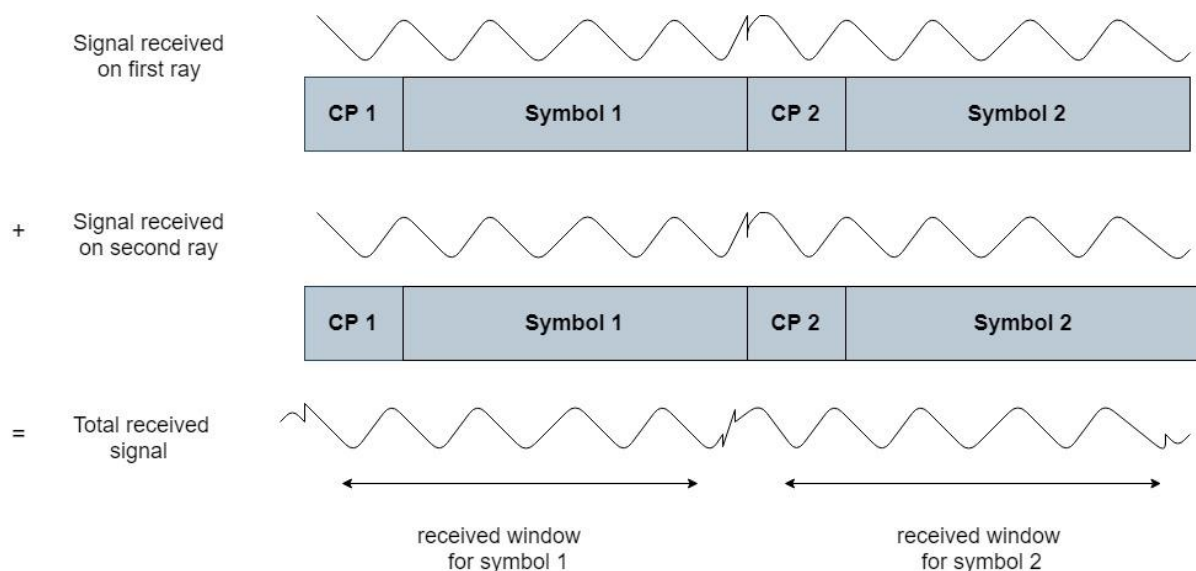 Signal received
on first ray
CP 1
Symbol 1
CP 2
Symbol 2
+
Signal received
on second ray
CP 1
Symbol 1
CP 2
Symbol 2
=
Total received
signal
received window
for symbol 1
received window
for symbol 2